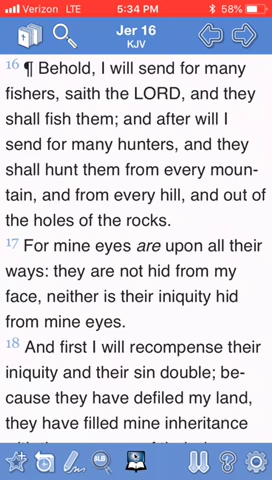 Verizon LTE 5:34 PM 58%
Jer 16
KJV
16 ¶ Behold, I will send for many
fishers, saith the LORD, and they
shall fish them; and after will I
send for many hunters, and they
shall hunt them from every moun-
tain, and from every hill, and out of
the holes of the rocks.
17 For mine eyes are upon all their
ways: they are not hid from my
face, neither is their iniquity hid
from mine eyes.
18 And first I will recompense their
iniquity and their sin double; be-
cause they have defiled my land,
they have filled mine inheritance
BLB